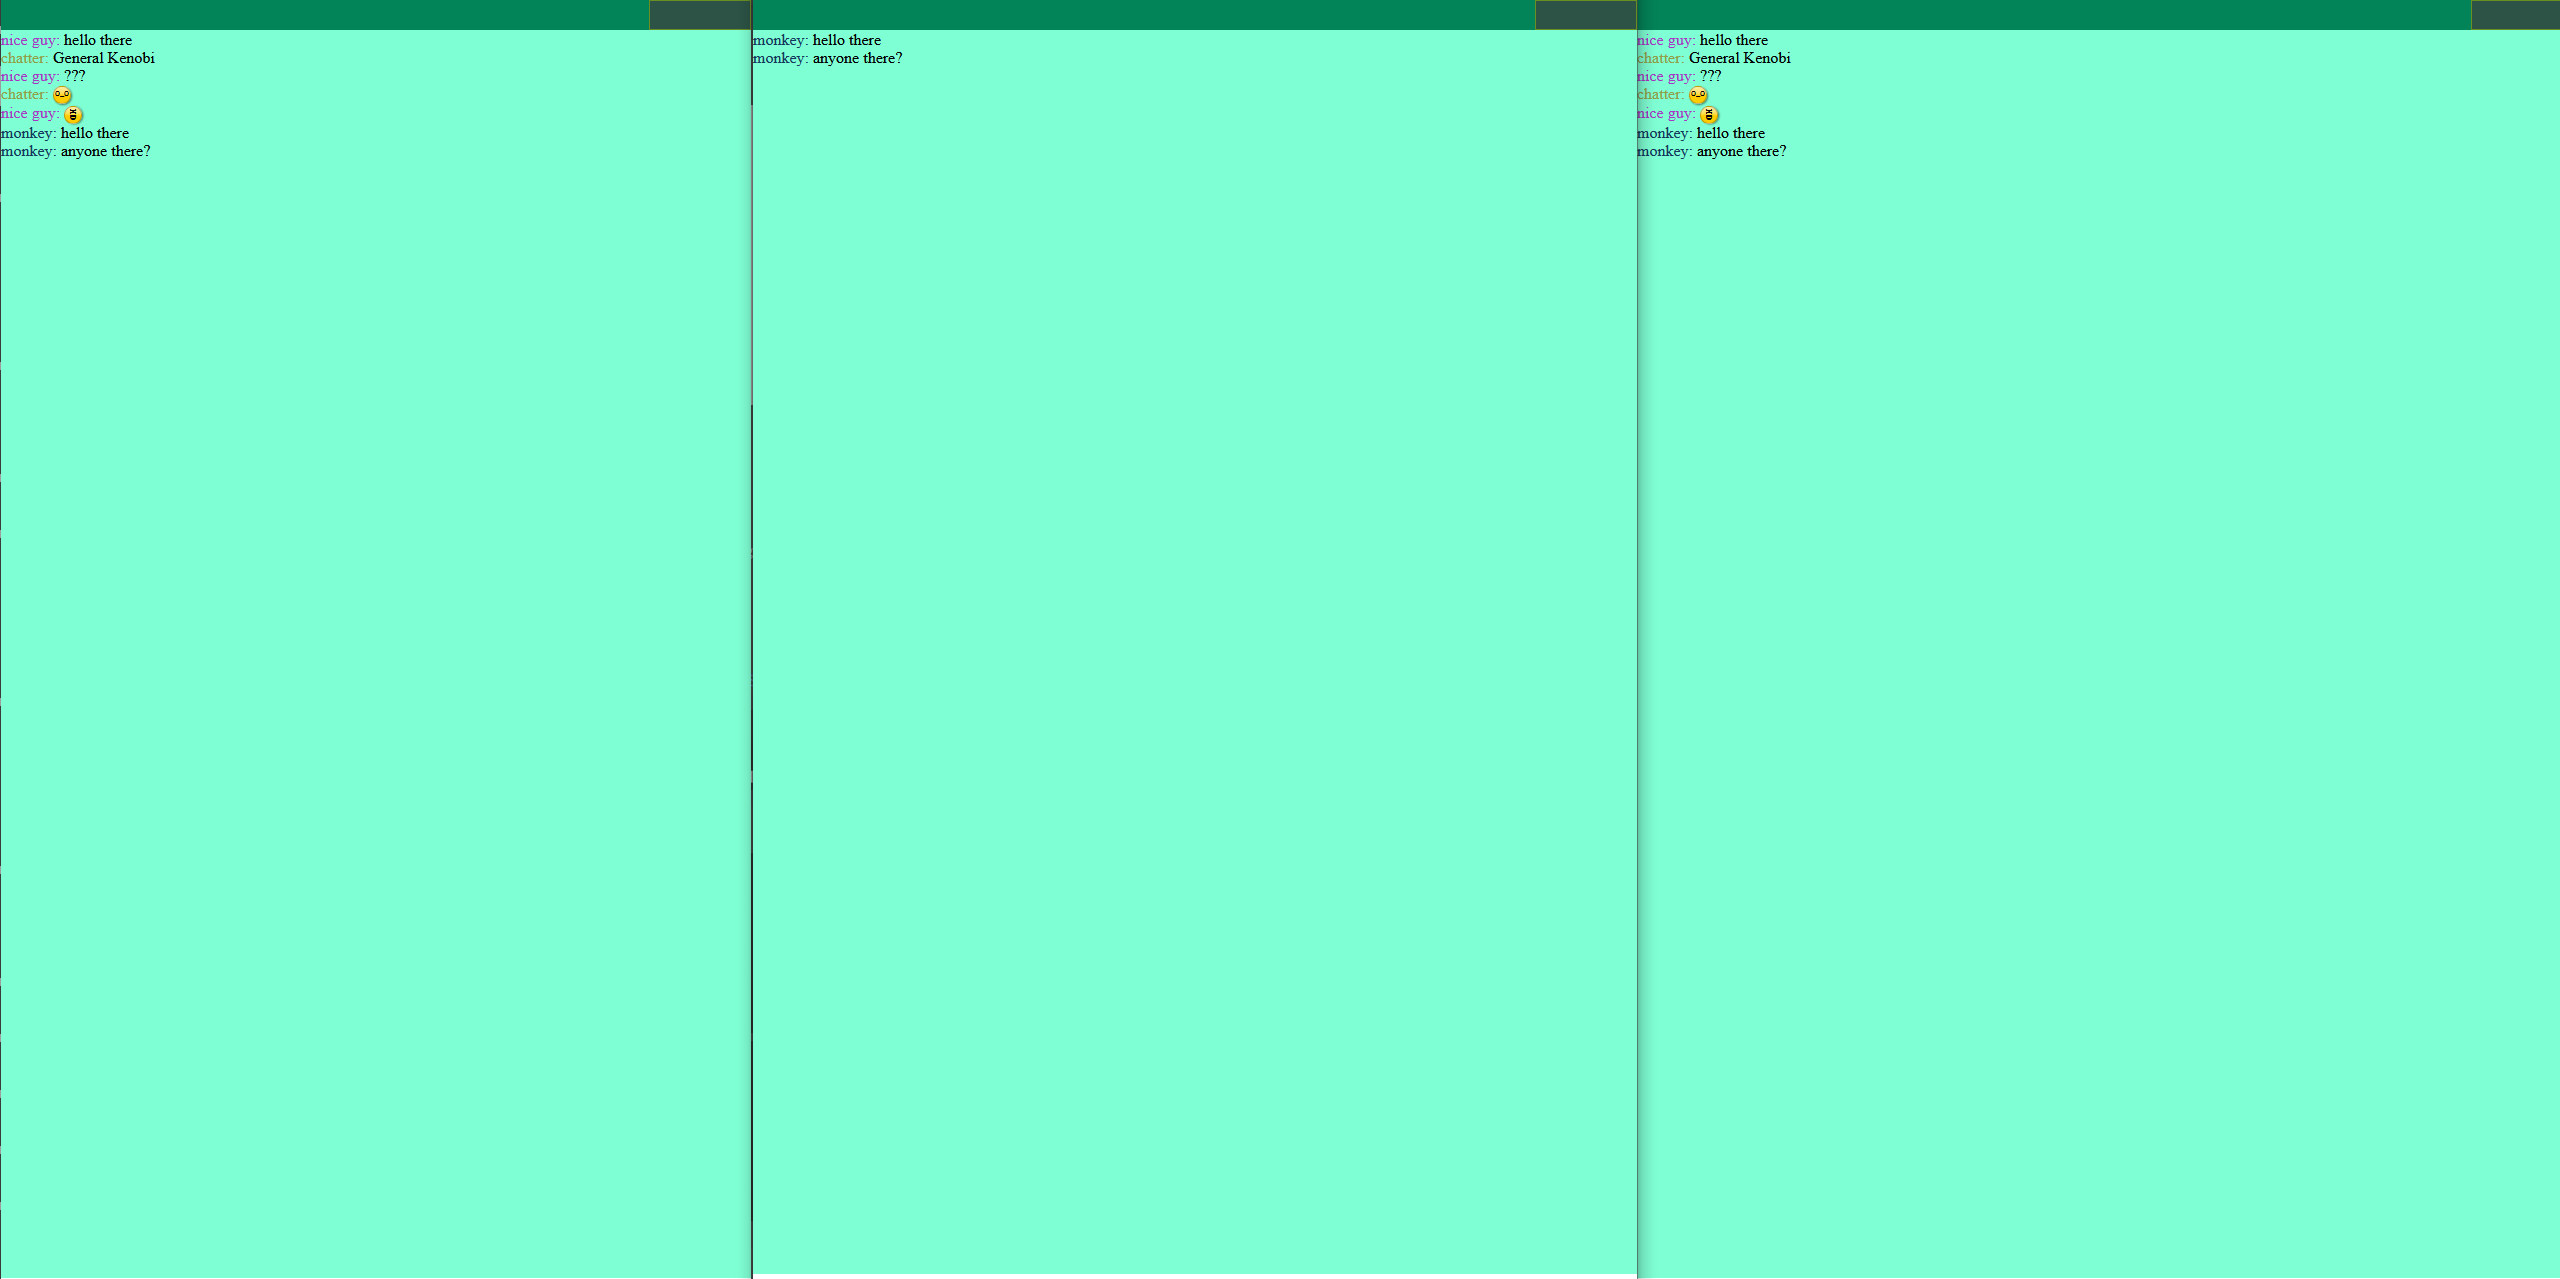 nice guy: hello there
chatter: General Kenobi
nice guy: ???
chatter:
nice guy:
monkey: hello there
monkey: anyone there?
monkey: hello there
monkey: anyone there?
nice guy: hello there
chatter: General Kenobi
nice guy: ???
chatter:
nice guy:
monkey: hello there
monkey: anyone there?